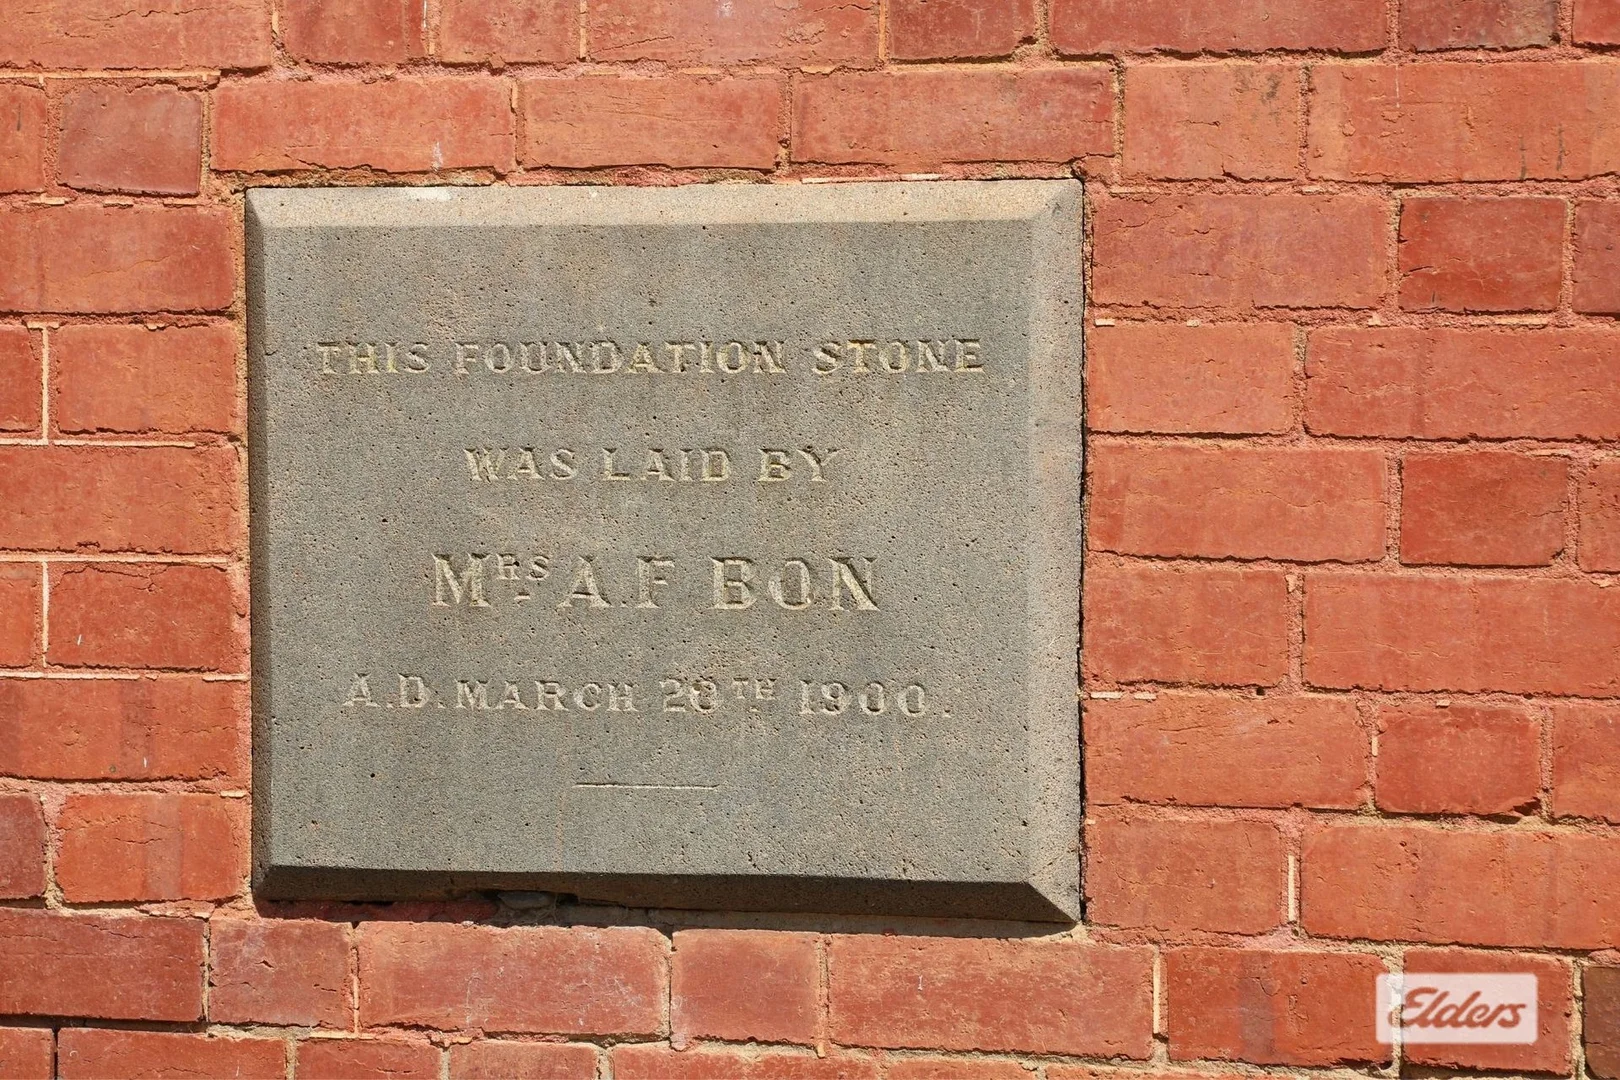 THIS FOUNDATION STONE
WAS LAID BY
MRS. A.F BON
A.D. MARCH 28TH 1900.
Elders